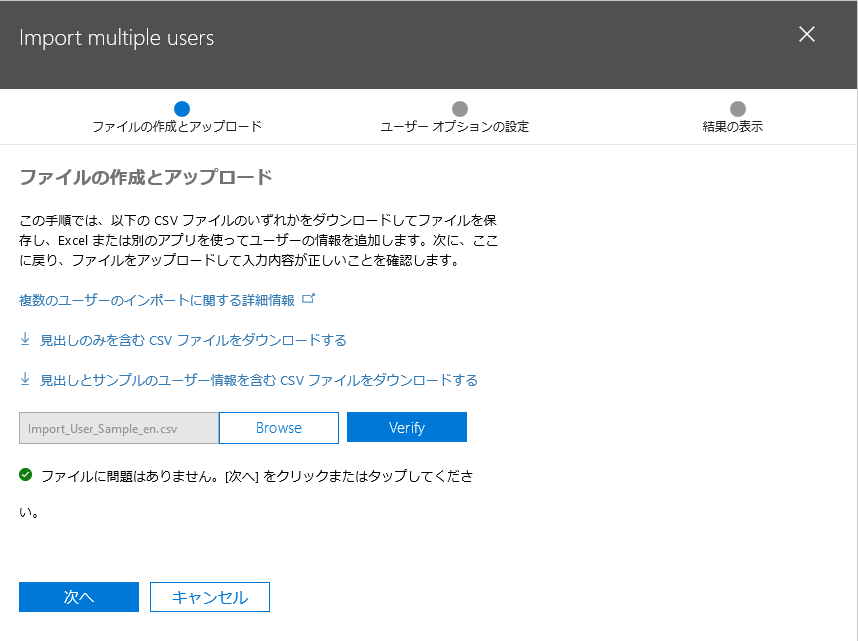 Import multiple users
ファイルの作成とアップロード
ユーザー オプションの設定
結果の表示
ファイルの作成とアップロード
この手順では、以下の CSV ファイルのいずれかをダウンロードしてファイルを保
存し、Excel または別のアプリを使ってユーザーの情報を追加します。次に、ここ
に戻り、ファイルをアップロードして入力内容が正しいことを確認します。
複数のユーザーのインポートに関する詳細情報
見出しのみを含む CSV ファイルをダウンロードする
見出しとサンプルのユーザー情報を含む CSV ファイルをダウンロードする
Import_User_Sample_en.csv
Browse
Verify
ファイルに問題はありません。[次へ] をクリックまたはタップしてくださ
い。
次へ
キャンセル